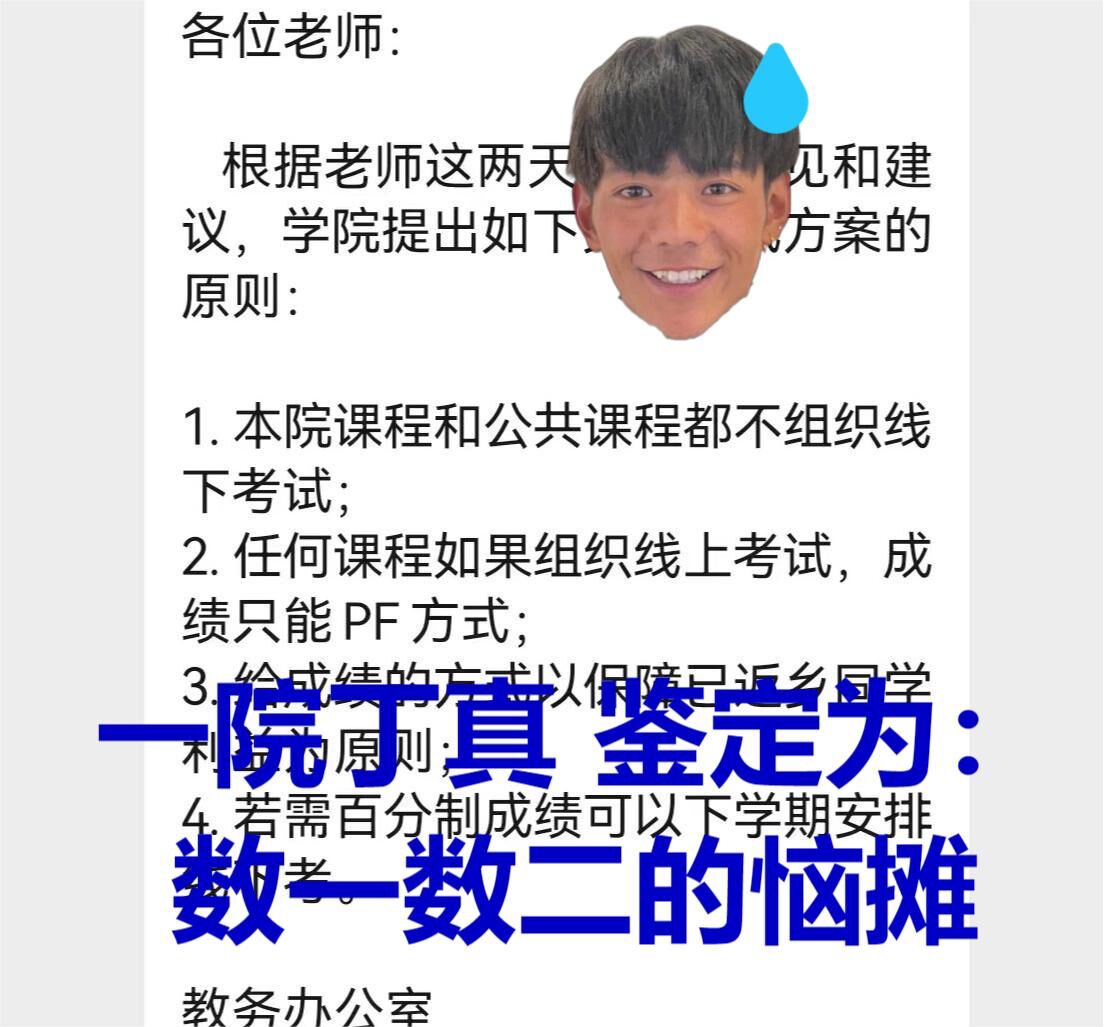 各位老师：
根据老师这两天 见和建
议，学院提出如下 方案的
原则：
1. 本院课程和公共课程都不组织线
下考试；
2. 任何课程如果组织线上考试，成
绩只能 PF 方式；
3. 给成绩的方式以保障已返乡同学
利益为原则；
一院丁真 鉴定为：
4. 若需百分制成绩可以下学期安排
线下考。
数一数二的恼摊
教务办公室